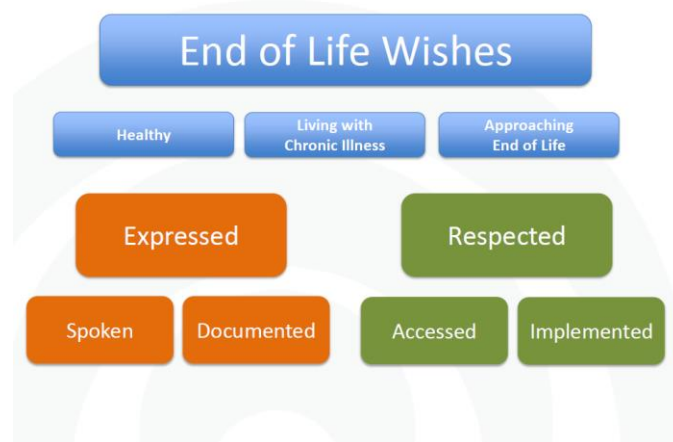 End of Life Wishes
Healthy
Living with
Chronic Illness
Approaching
End of Life
Expressed
Respected
Spoken
Documented
Accessed
Implemented